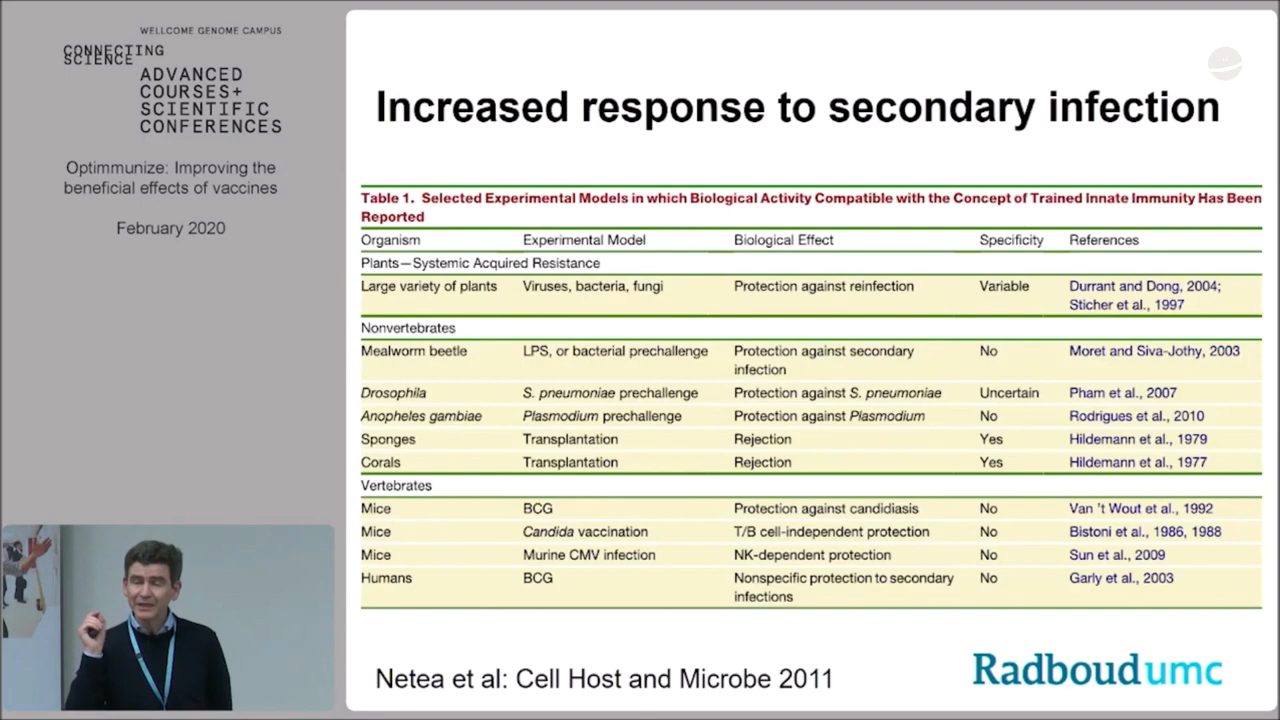 WELLCOME GENOME CAMPUS
CONNECTING
SCIENCE
ADVANCED
COURSES+
SCIENTIFIC
CONFERENCES
Optimmunize: Improving the
beneficial effects of vaccines
February 2020
Increased response to secondary infection
Table 1. Selected Experimental Models in which Biological Activity Compatible with the Concept of Trained Innate Immunity Has Been
Reported
Organism Experimental Model Biological Effect Specificity References
Plants—Systemic Acquired Resistance
Large variety of plants Viruses, bacteria, fungi Protection against reinfection Variable Durrant and Dong, 2004;
Sticher et al., 1997
Nonvertebrates
Mealworm beetle LPS, or bacterial prechallenge Protection against secondary No Moret and Siva-Jothy, 2003
infection
Drosophila S. pneumoniae prechallenge Protection against S. pneumoniae Uncertain Pham et al., 2007
Anopheles gambiae Plasmodium prechallenge Protection against Plasmodium No Rodrigues et al., 2010
Sponges Transplantation Rejection Yes Hildemann et al., 1979
Corals Transplantation Rejection Yes Hildemann et al., 1977
Vertebrates
Mice BCG Protection against candidiasis No Van 't Wout et al., 1992
Mice Candida vaccination T/B cell-independent protection No Bistoni et al., 1986, 1988
Mice Murine CMV infection NK-dependent protection No Sun et al., 2009
Humans BCG Nonspecific protection to secondary No Garly et al., 2003
infections
Netea et al: Cell Host and Microbe 2011
Radboudumc